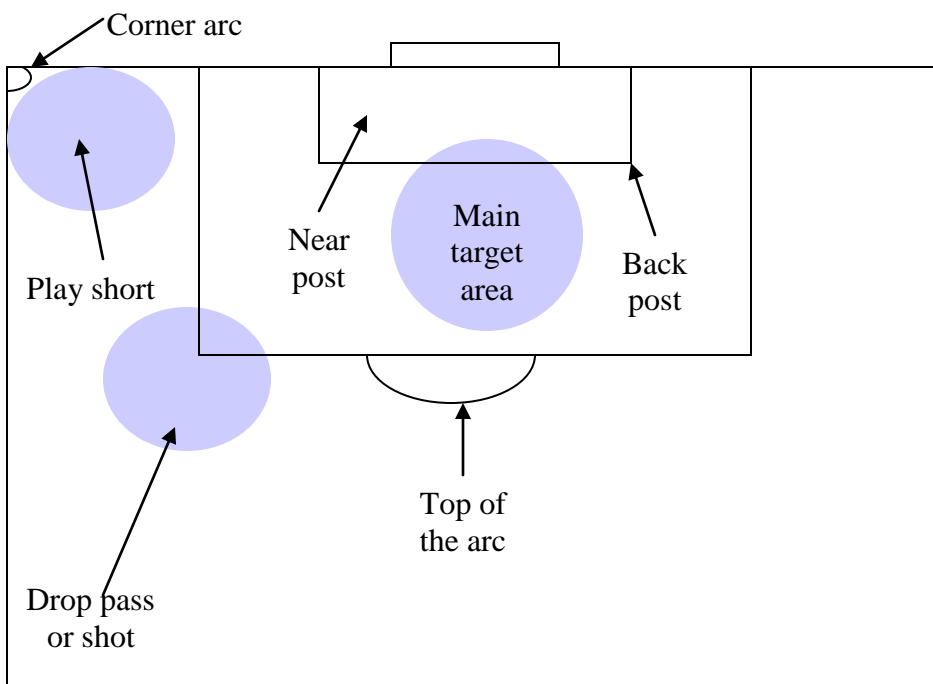 Corner arc
Main
target
area
Near
post
Back
post
Play short
Top of
the arc
Drop pass
or shot